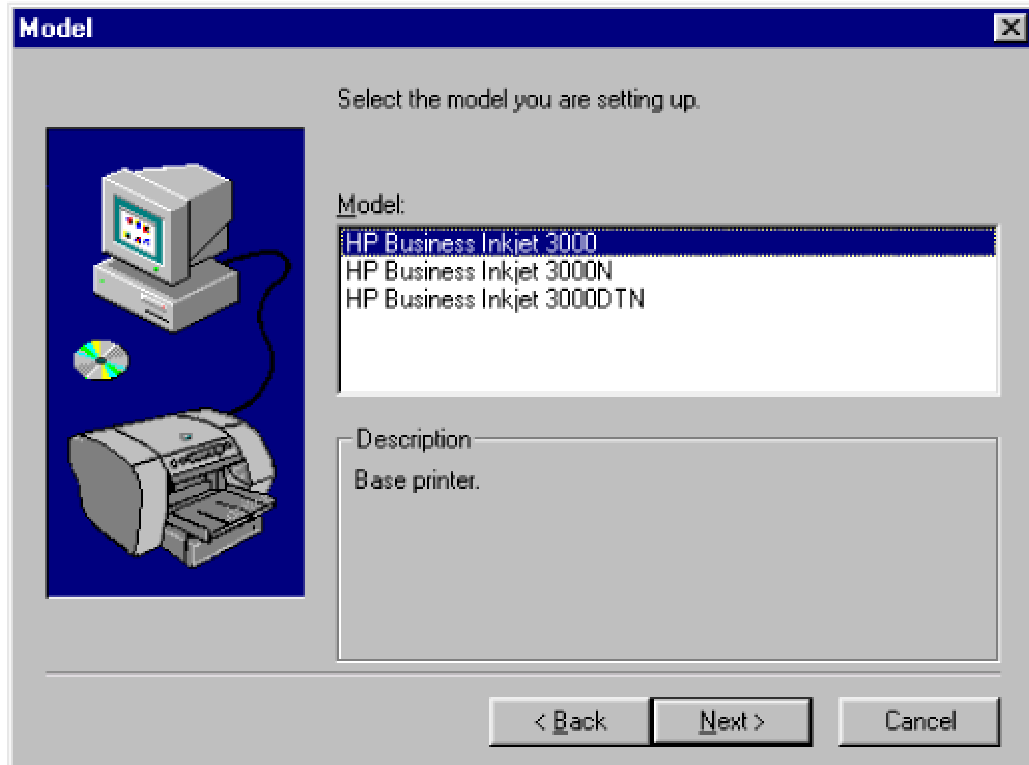 Model
Select the model you are setting up.
Model:
HP Business Inkjet 3000
HP Business Inkjet 3000N
HP Business Inkjet 3000DTN
Description
Base printer.
< Back Next > Cancel